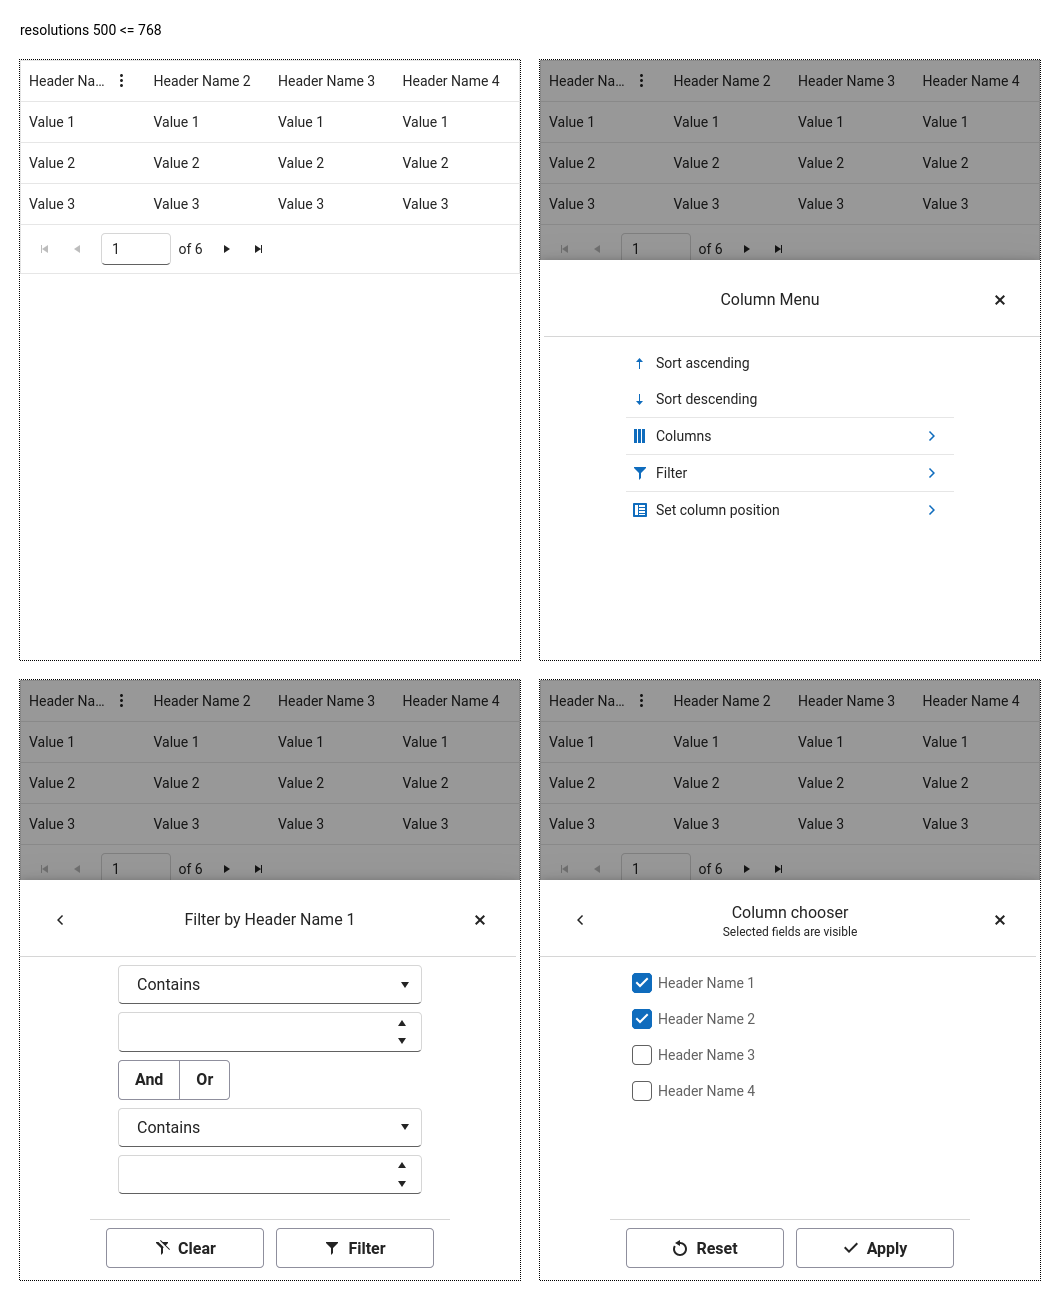 resolutions 500 <= 768
Header Na... Header Name 2 Header Name 3 Header Name 4
Value 1 Value 1 Value 1 Value 1
Value 2 Value 2 Value 2 Value 2
Value 3 Value 3 Value 3 Value 3
1 of 6
Header Na... Header Name 2 Header Name 3 Header Name 4
Value 1 Value 1 Value 1 Value 1
Value 2 Value 2 Value 2 Value 2
Value 3 Value 3 Value 3 Value 3
1 of 6
Column Menu
Sort ascending
Sort descending
Columns
Filter
Set column position
Header Na... Header Name 2 Header Name 3 Header Name 4
Value 1 Value 1 Value 1 Value 1
Value 2 Value 2 Value 2 Value 2
Value 3 Value 3 Value 3 Value 3
1 of 6
Filter by Header Name 1
Contains
And Or
Contains
Clear Filter
Header Na... Header Name 2 Header Name 3 Header Name 4
Value 1 Value 1 Value 1 Value 1
Value 2 Value 2 Value 2 Value 2
Value 3 Value 3 Value 3 Value 3
1 of 6
Column chooser
Selected fields are visible
Header Name 1
Header Name 2
Header Name 3
Header Name 4
Reset Apply